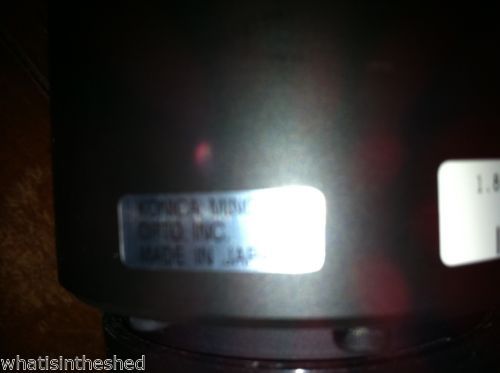 KONICA
OPTO, INC.
MADE IN
1.8
whatisintheshed